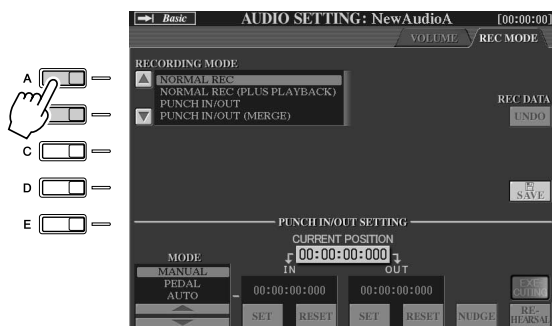 Basic AUDIO SETTING: NewAudioA [00:00:00]
VOLUME REC MODE
RECORDING MODE
NORMAL REC
NORMAL REC (PLUS PLAYBACK)
PUNCH IN/OUT
PUNCH IN/OUT (MERGE)
REC DATA
UNDO
SAVE
A
C
D
E
PUNCH IN/OUT SETTING
CURRENT POSITION
00:00:00:000
IN OUT
MODE
MANUAL
PEDAL
AUTO
00:00:00:000 00:00:00:000
SET RESET SET RESET NUDGE
EXE-
CUTING
RE-
HEARSAL